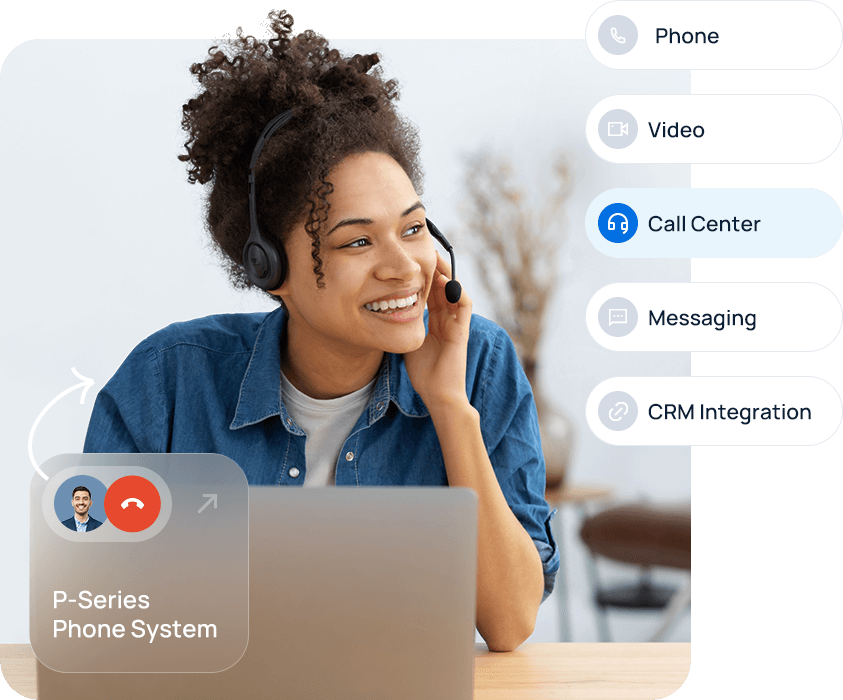 Phone
Video
Call Center
Messaging
CRM Integration
P-Series
Phone System